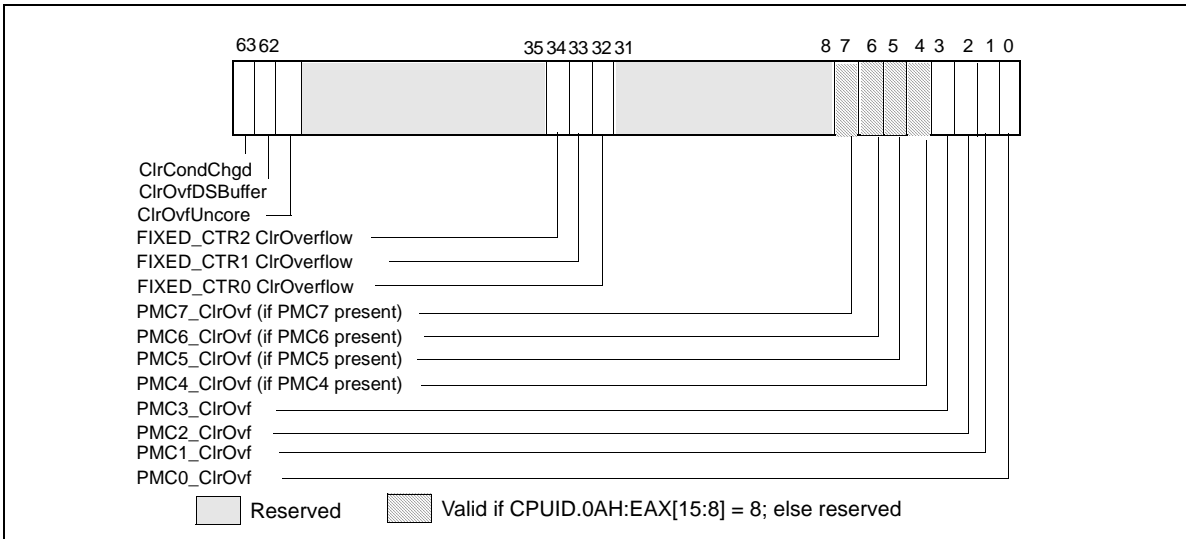 63 62 35 34 33 32 31 8 7 6 5 4 3 2 1 0
ClrCondChgd
ClrOvfDSBuffer
ClrOvfUncore
FIXED_CTR2 ClrOverflow
FIXED_CTR1 ClrOverflow
FIXED_CTR0 ClrOverflow
PMC7_ClrOvf (if PMC7 present)
PMC6_ClrOvf (if PMC6 present)
PMC5_ClrOvf (if PMC5 present)
PMC4_ClrOvf (if PMC4 present)
PMC3_ClrOvf
PMC2_ClrOvf
PMC1_ClrOvf
PMC0_ClrOvf
Reserved Valid if CPUID.0AH:EAX[15:8] = 8; else reserved